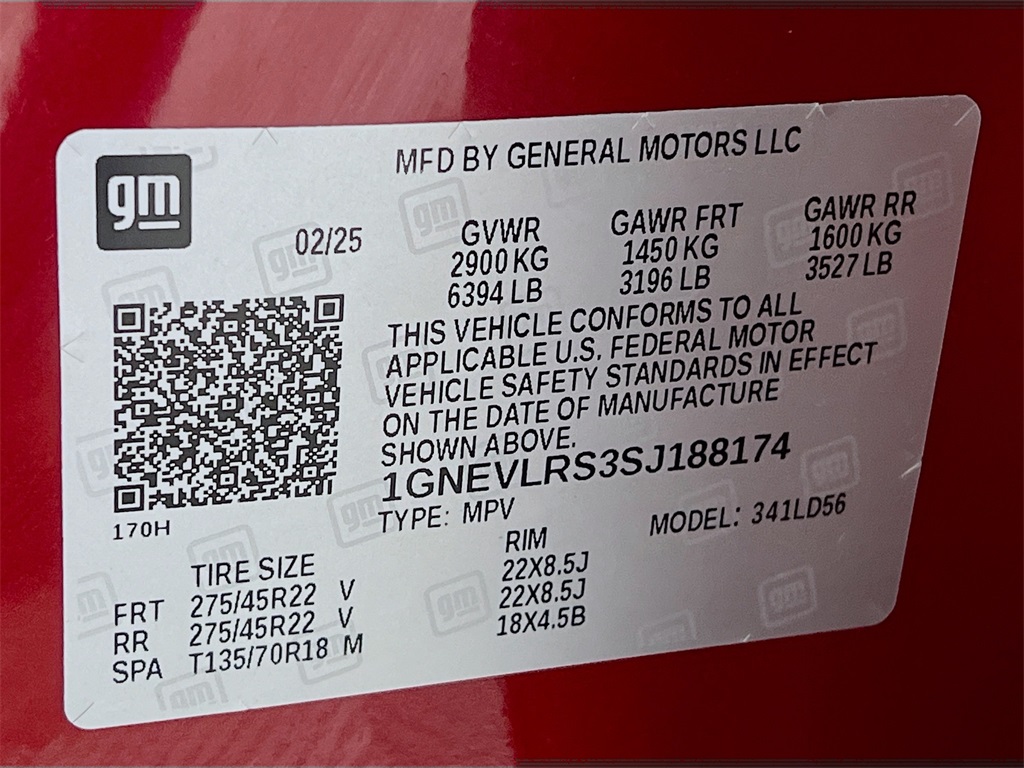 gm
MFD BY GENERAL MOTORS LLC
02/25
GVWR GAWR FRT GAWR RR
2900 KG 1450 KG 1600 KG
6394 LB 3196 LB 3527 LB
THIS VEHICLE CONFORMS TO ALL
APPLICABLE U.S. FEDERAL MOTOR
VEHICLE SAFETY STANDARDS IN EFFECT
ON THE DATE OF MANUFACTURE
SHOWN ABOVE.
1GNEVLRS3SJ188174
TYPE: MPV MODEL: 341LD56
170H
TIRE SIZE RIM
FRT 275/45R22 V 22X8.5J
RR 275/45R22 V 22X8.5J
SPA T135/70R18 M 18X4.5B